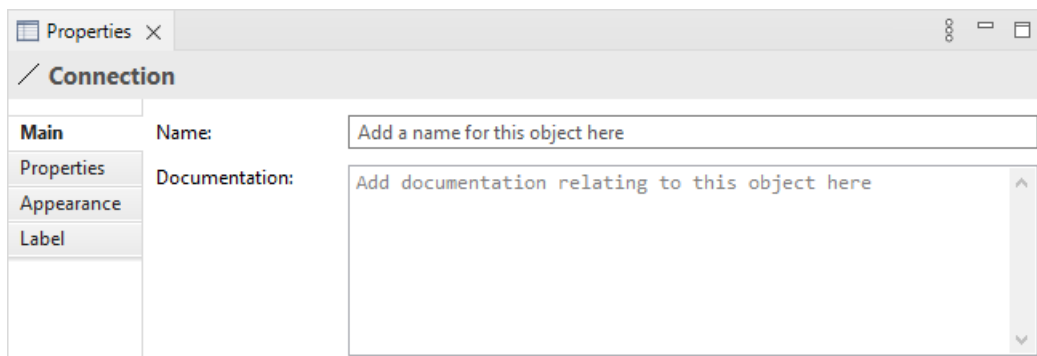 Properties
Connection
Main
Name:
Add a name for this object here
Properties
Documentation:
Add documentation relating to this object here
Appearance
Label